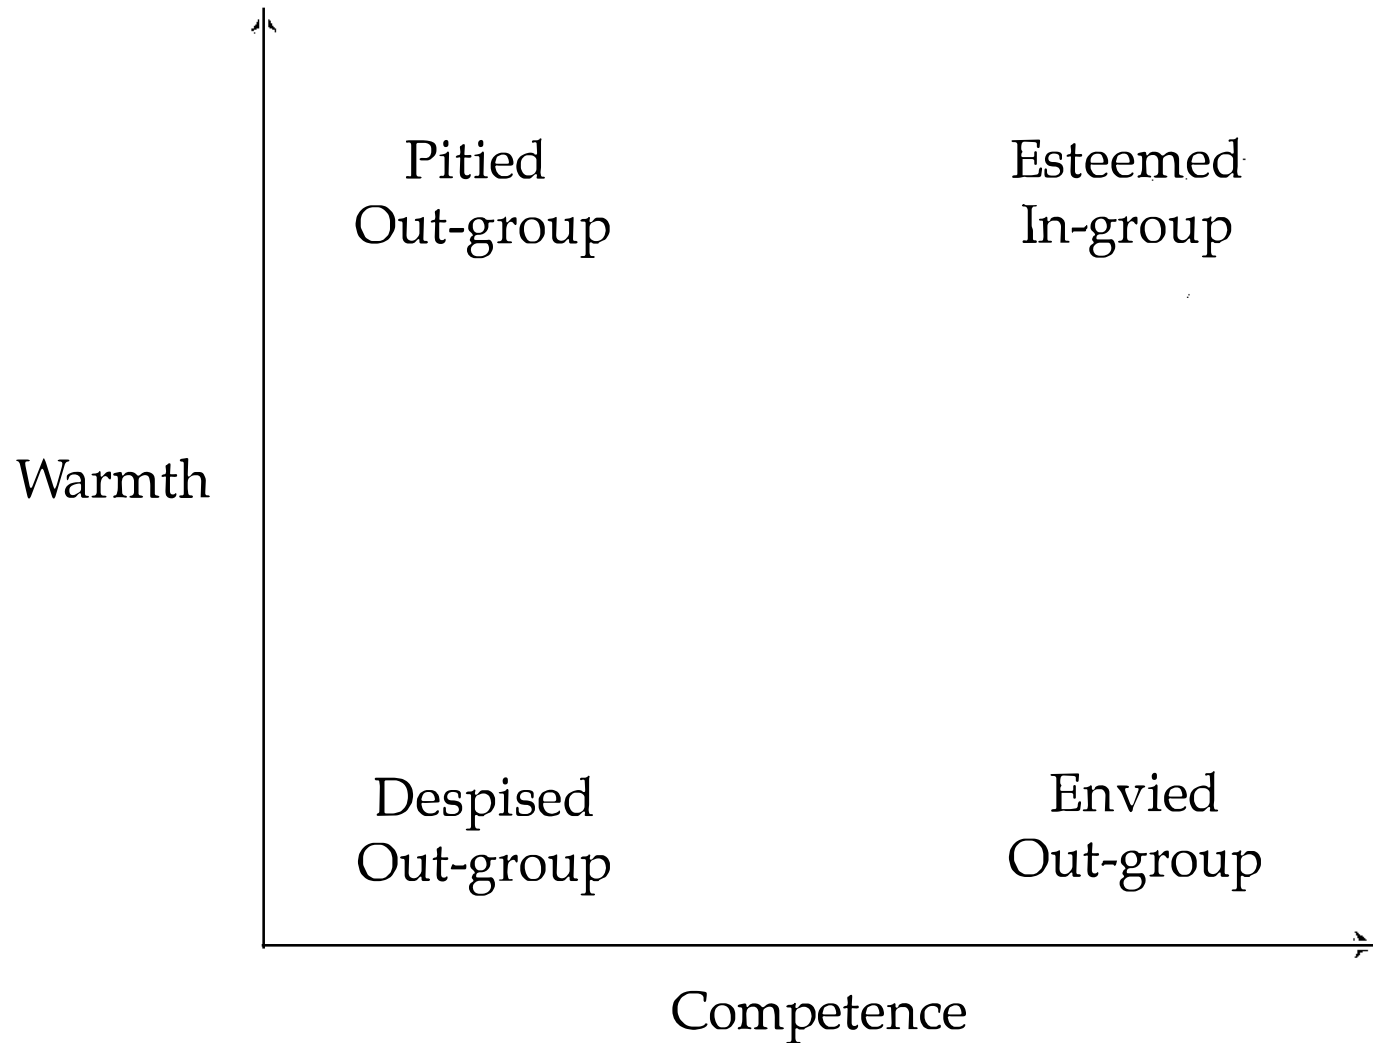 Pitied
Out-group
Esteemed
In-group
Warmth
Despised
Out-group
Envied
Out-group
Competence